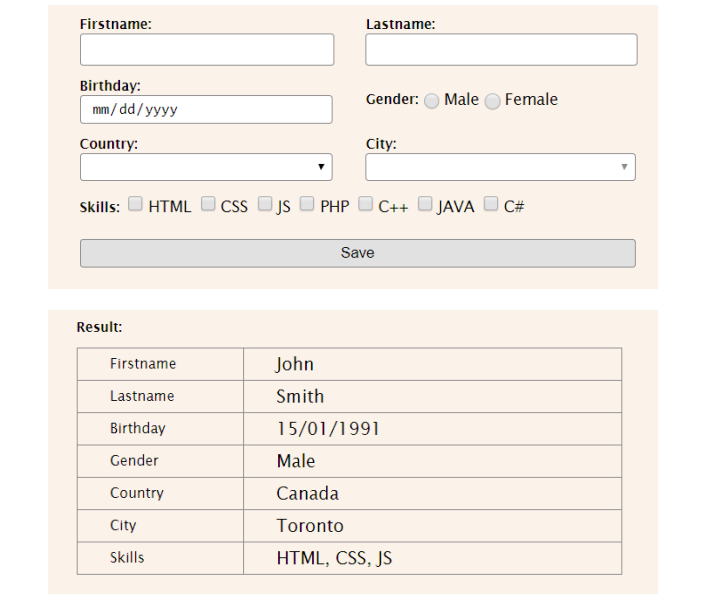 Firstname: Lastname:
Birthday:
mm/dd/yyyy
Gender: Male Female
Country: City:
Skills: HTML CSS JS PHP C++ JAVA C#
Save
Result:
Firstname John
Lastname Smith
Birthday 15/01/1991
Gender Male
Country Canada
City Toronto
Skills HTML, CSS, JS